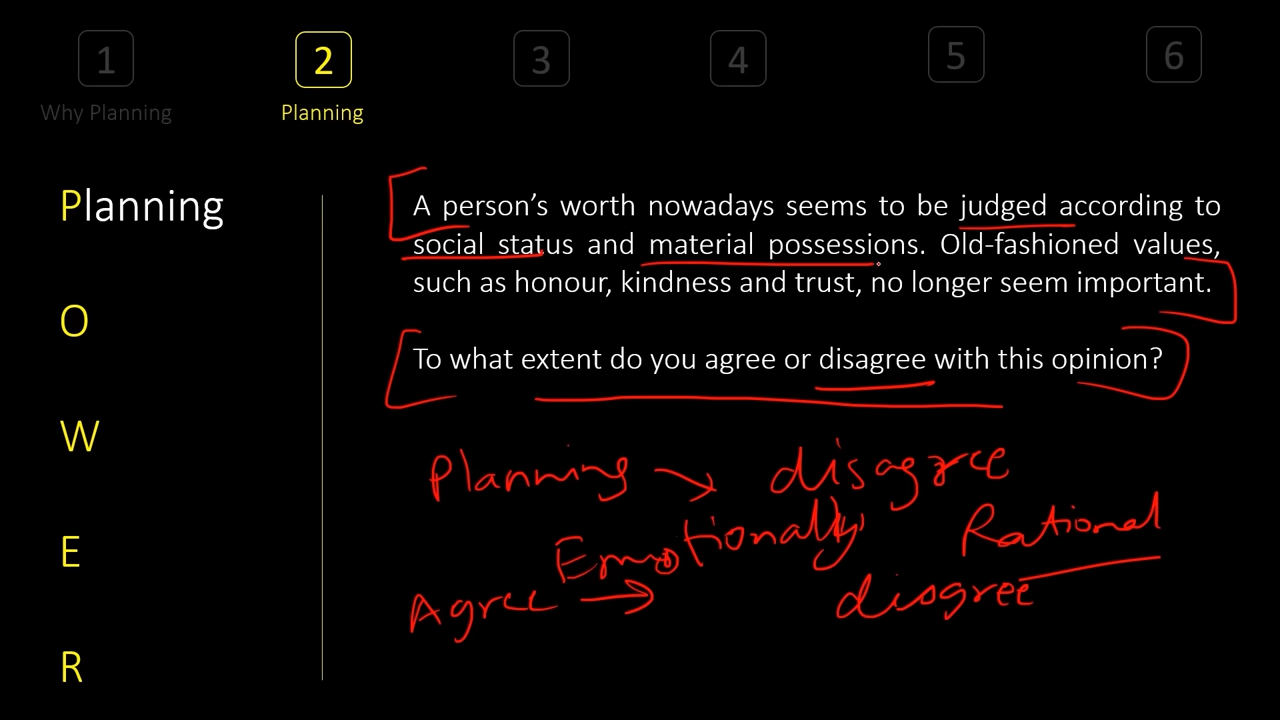 1 2 3 4 5 6
Why Planning Planning
Planning
O
W
E
R
A person’s worth nowadays seems to be judged according to
social status and material possessions. Old-fashioned values,
such as honour, kindness and trust, no longer seem important.
To what extent do you agree or disagree with this opinion?
Planning → disagree
Emotionally Rational
Agree → disgree